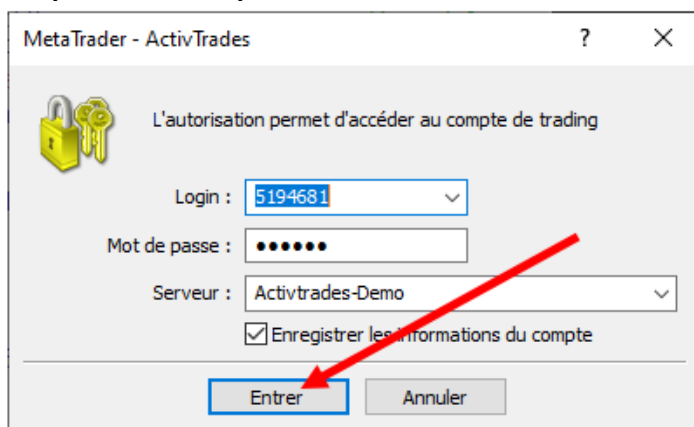 MetaTrader - ActivTrades ? ×
L'autorisation permet d'accéder au compte de trading
Login : 5194681
Mot de passe : ••••••
Serveur : Activtrades-Demo
Enregistrer les informations du compte
Entrer Annuler